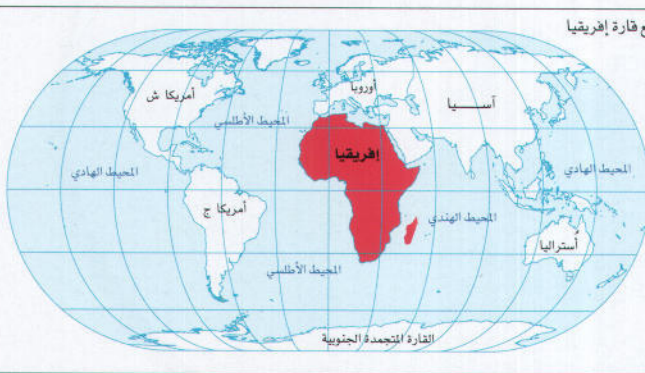 ع قارة إفريقيا
أوروبا
أمريكا ش
آســـيا
المحيط الأطلسي
إفريقيا
المحيط الهادي
المحيط الهادي
أمريكا ج
المحيط الهندي
أستراليا
المحيط الأطلسي
القارة المتجمدة الجنوبية